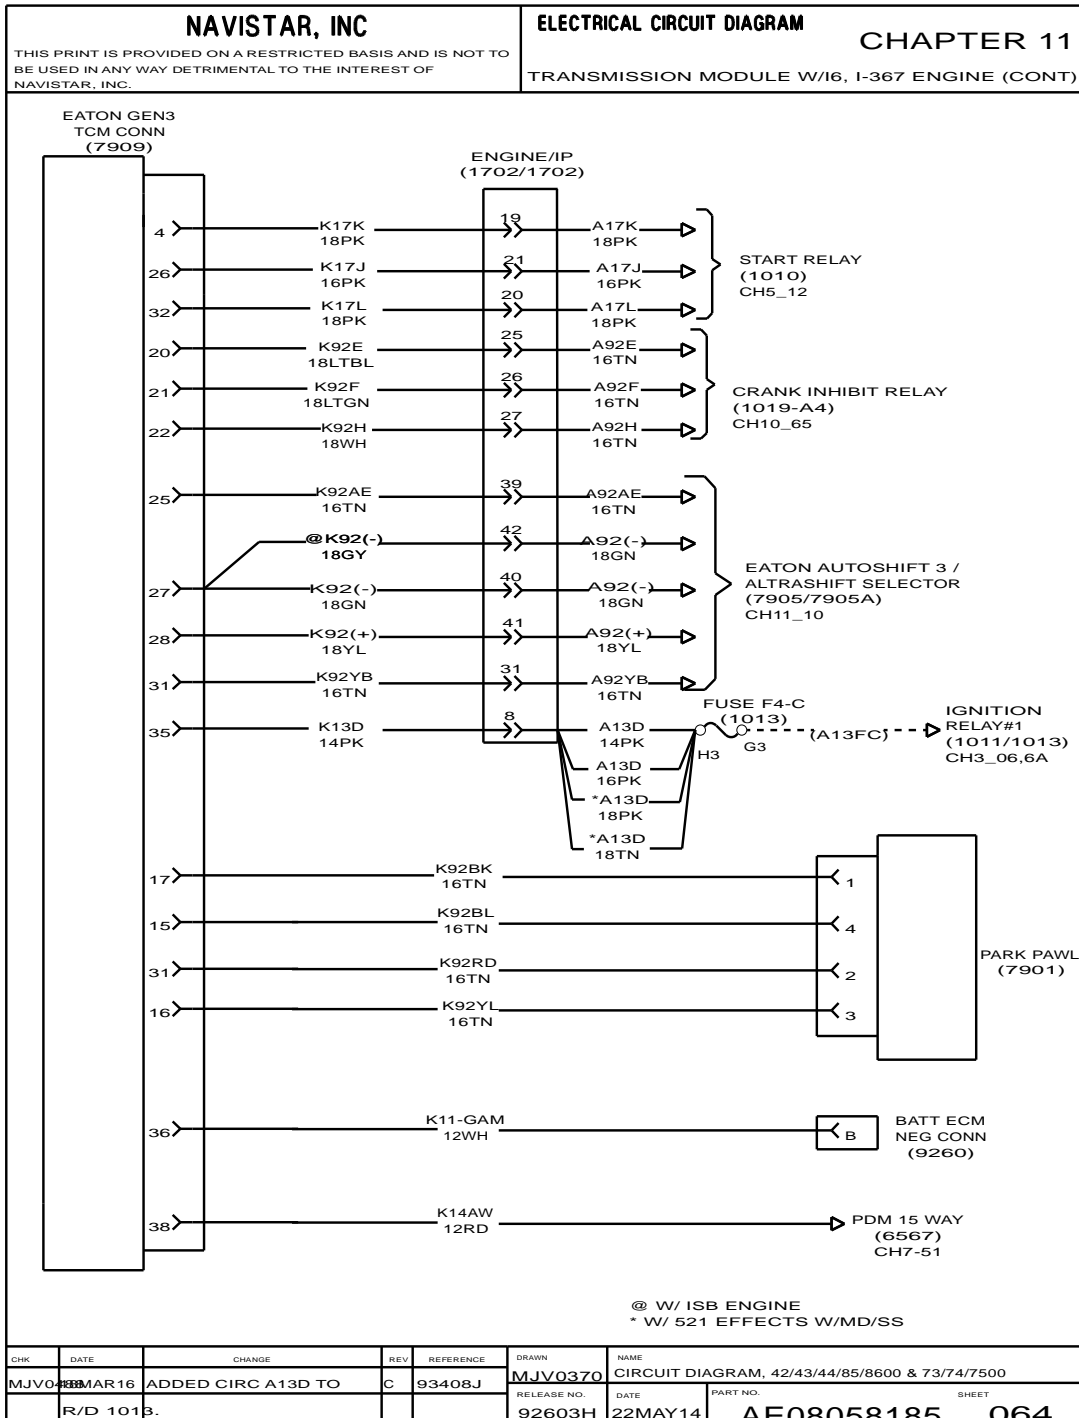 NAVISTAR, INC
THIS PRINT IS PROVIDED ON A RESTRICTED BASIS AND IS NOT TO
BE USED IN ANY WAY DETRIMENTAL TO THE INTEREST OF
NAVISTAR, INC.
ELECTRICAL CIRCUIT DIAGRAM
CHAPTER 11
TRANSMISSION MODULE W/I6, I-367 ENGINE (CONT)
EATON GEN3
TCM CONN
(7909)
ENGINE/IP
(1702/1702)
4 K17K 19 A17K
18PK 18PK
26 K17J 21 A17J
16PK 16PK
32 K17L 20 A17L
18PK 18PK
START RELAY
(1010)
CH5_12
20 K92E 25 A92E
18LTBL 16TN
21 K92F 26 A92F
18LTGN 16TN
22 K92H 27 A92H
18WH 16TN
CRANK INHIBIT RELAY
(1019-A4)
CH10_65
25 K92AE 39 A92AE
16TN 16TN
@K92(-) 42 A92(-)
18GY 18GN
27 K92(-) 40 A92(-)
18GN 18GN
28 K92(+) 41 A92(+)
18YL 18YL
31 K92YB 31 A92YB
16TN 16TN
EATON AUTOSHIFT 3 /
ALTRASHIFT SELECTOR
(7905/7905A)
CH11_10
35 K13D 8 A13D
14PK 14PK
A13D
16PK
*A13D
18PK
*A13D
18TN
FUSE F4-C
(1013)
H3 G3
(A13FC)
IGNITION
RELAY#1
(1011/1013)
CH3_06,6A
17 K92BK 1
16TN
15 K92BL 4
16TN
31 K92RD 2
16TN
16 K92YL 3
16TN
PARK PAWL
(7901)
36 K11-GAM B
12WH
BATT ECM
NEG CONN
(9260)
38 K14AW
12RD
PDM 15 WAY
(6567)
CH7-51
@ W/ ISB ENGINE
* W/ 521 EFFECTS W/MD/SS
CHK DATE CHANGE REV REFERENCE
ADDED CIRC A13D TO C 93408J
R/D 1013.
DRAWN
MJV0370
NAME
CIRCUIT DIAGRAM, 42/43/44/85/8600 & 73/74/7500
RELEASE NO.
92603H
DATE
22MAY14
PART NO.
AE08058185
SHEET
064